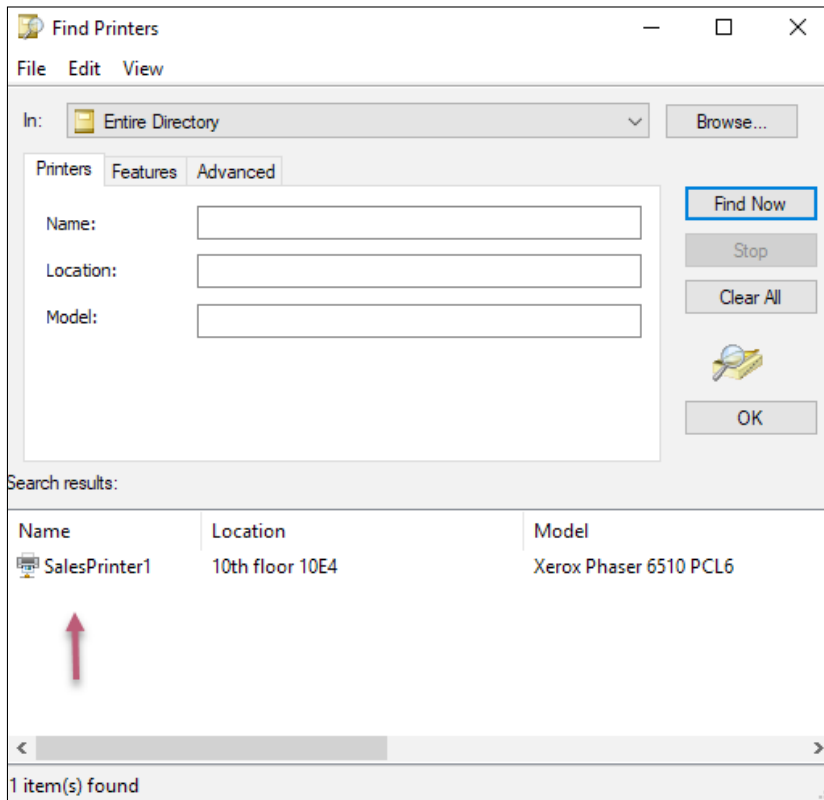 Find Printers
File Edit View
In: Entire Directory Browse...
Printers Features Advanced
Name:
Location:
Model:
Find Now
Stop
Clear All
OK
Search results:
Name Location Model
SalesPrinter1 10th floor 10E4 Xerox Phaser 6510 PCL6
1 item(s) found